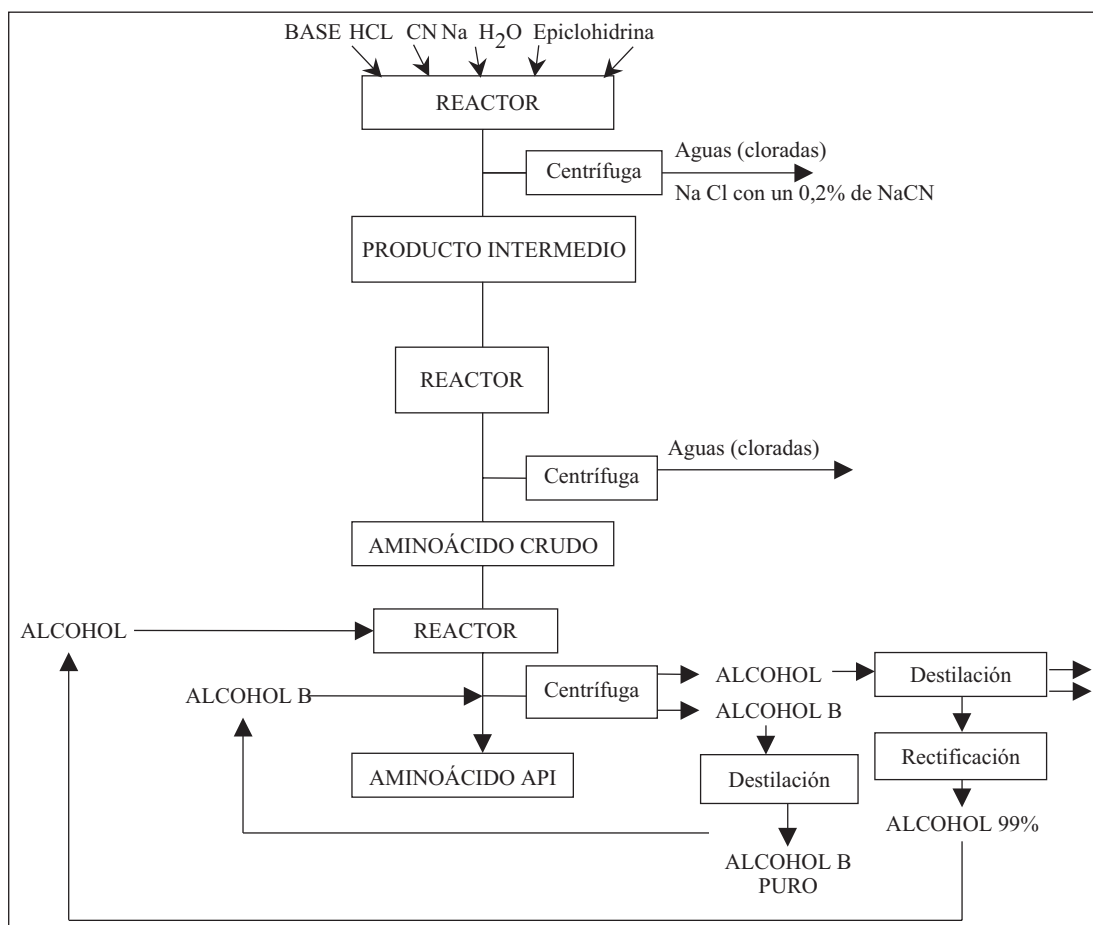 BASE HCL CN Na H2O Epiclohidrina
REACTOR
Centrífuga
Aguas (cloradas)
Na Cl con un 0,2% de NaCN
PRODUCTO INTERMEDIO
REACTOR
Centrífuga
Aguas (cloradas)
AMINOÁCIDO CRUDO
ALCOHOL
REACTOR
ALCOHOL B
Centrífuga
ALCOHOL
ALCOHOL B
Destilación
AMINOÁCIDO API
Destilación
Rectificación
ALCOHOL 99%
ALCOHOL B
PURO